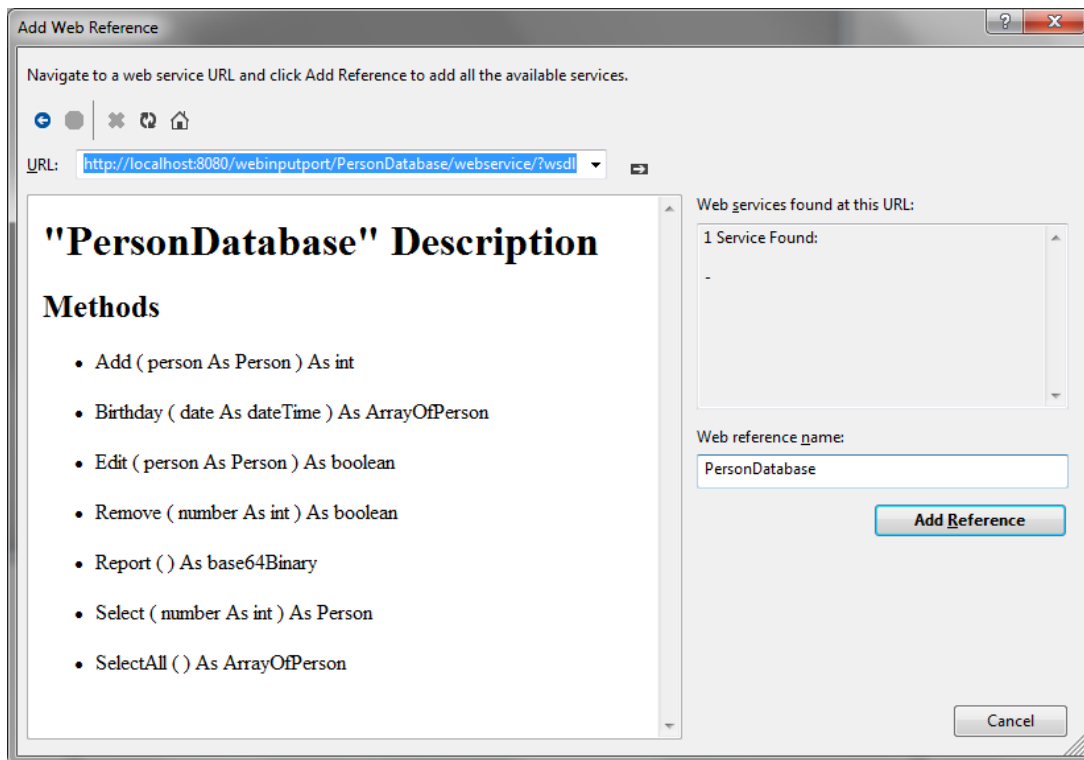 Add Web Reference
Navigate to a web service URL and click Add Reference to add all the available services.
URL: http://localhost:8080/webinputport/PersonDatabase/webservice/?wsdl
"PersonDatabase" Description
Methods
• Add ( person As Person ) As int
• Birthday ( date As dateTime ) As ArrayOfPerson
• Edit ( person As Person ) As boolean
• Remove ( number As int ) As boolean
• Report ( ) As base64Binary
• Select ( number As int ) As Person
• SelectAll ( ) As ArrayOfPerson
Web services found at this URL:
1 Service Found:
-
Web reference name:
PersonDatabase
Add Reference
Cancel